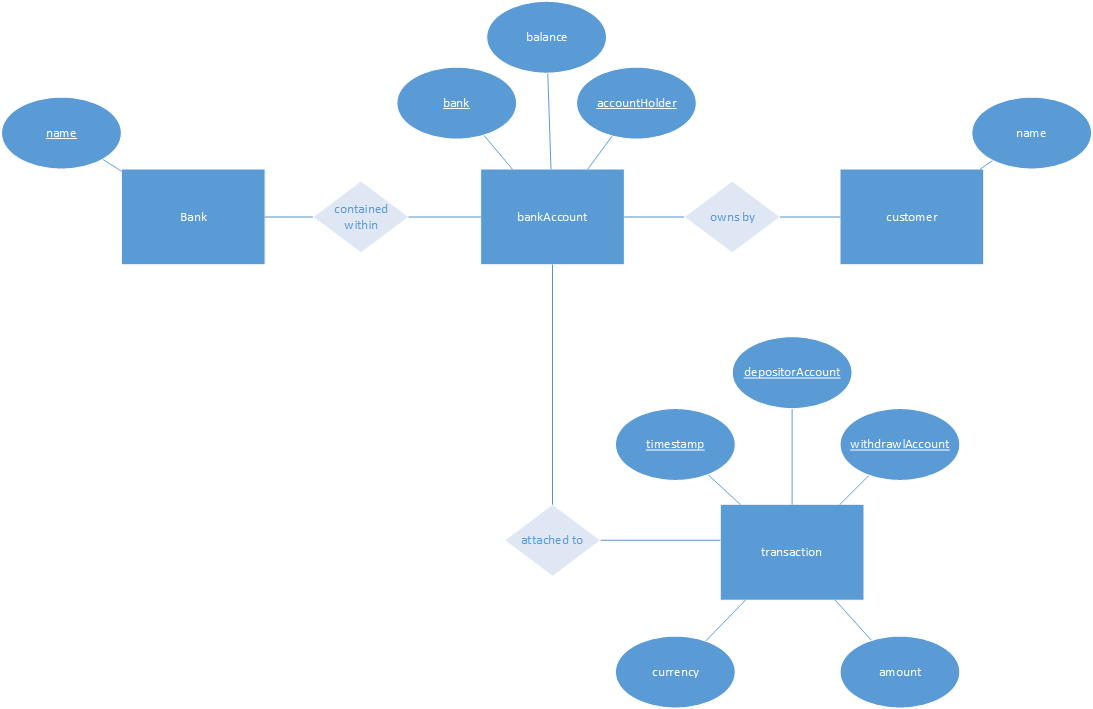 balance
bank
accountHolder
name
name
Bank
contained
within
bankAccount
owns by
customer
depositorAccount
timestamp
withdrawlAccount
attached to
transaction
currency
amount